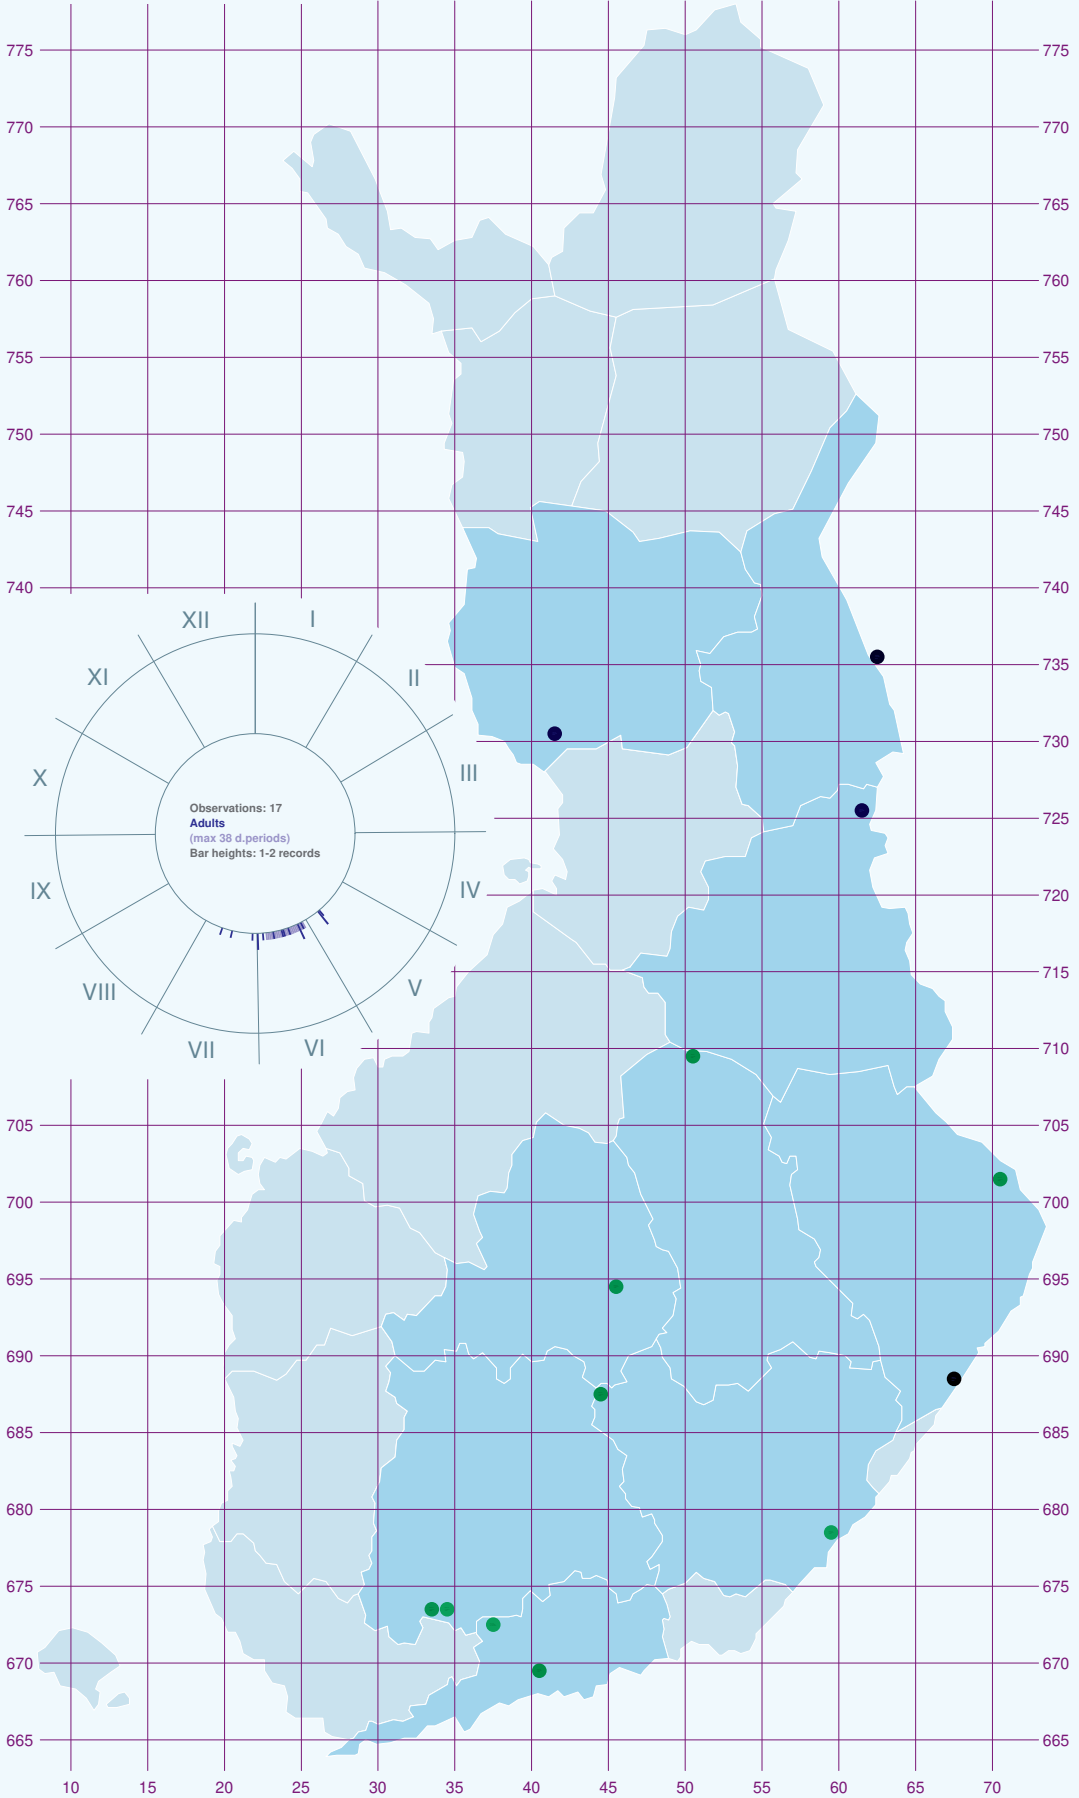 775 775
770 770
765 765
760 760
755 755
750 750
745 745
740 740
XII I
XI II
735
730
X III
Observations: 17
Adults
(max 38 d.periods)
Bar heights: 1-2 records
725 725
IX IV
720
VIII V
715
VII VI
710
705 705
700 700
695 695
690 690
685 685
680 680
675 675
670 670
665 665
10 15 20 25 30 35 40 45 50 55 60 65 70